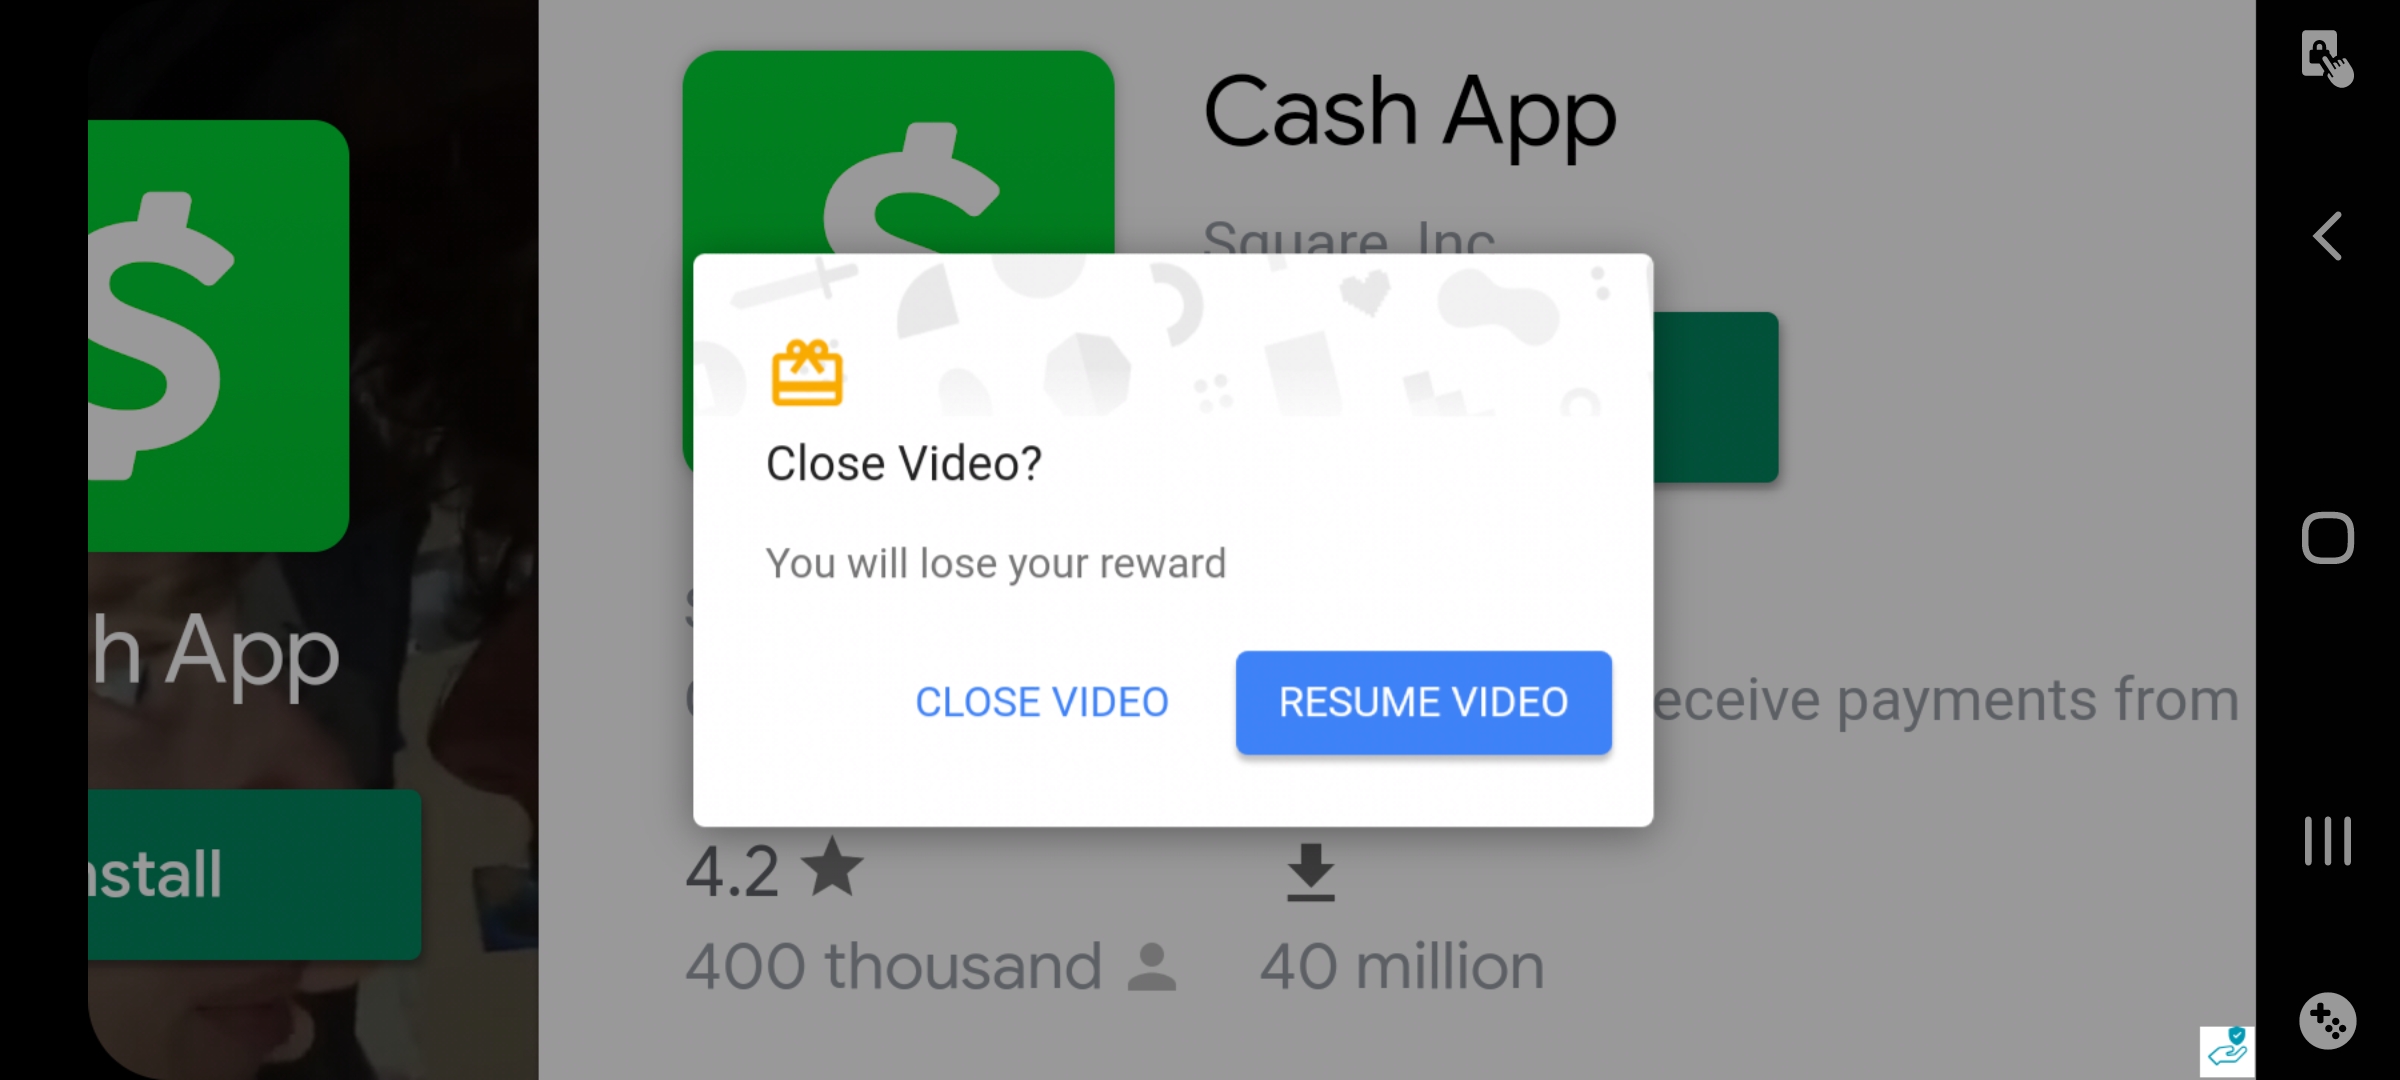 Cash App
Square, Inc
Close Video?
You will lose your reward
CLOSE VIDEO
RESUME VIDEO
h App
nstall
eceive payments from
4.2
400 thousand
40 million